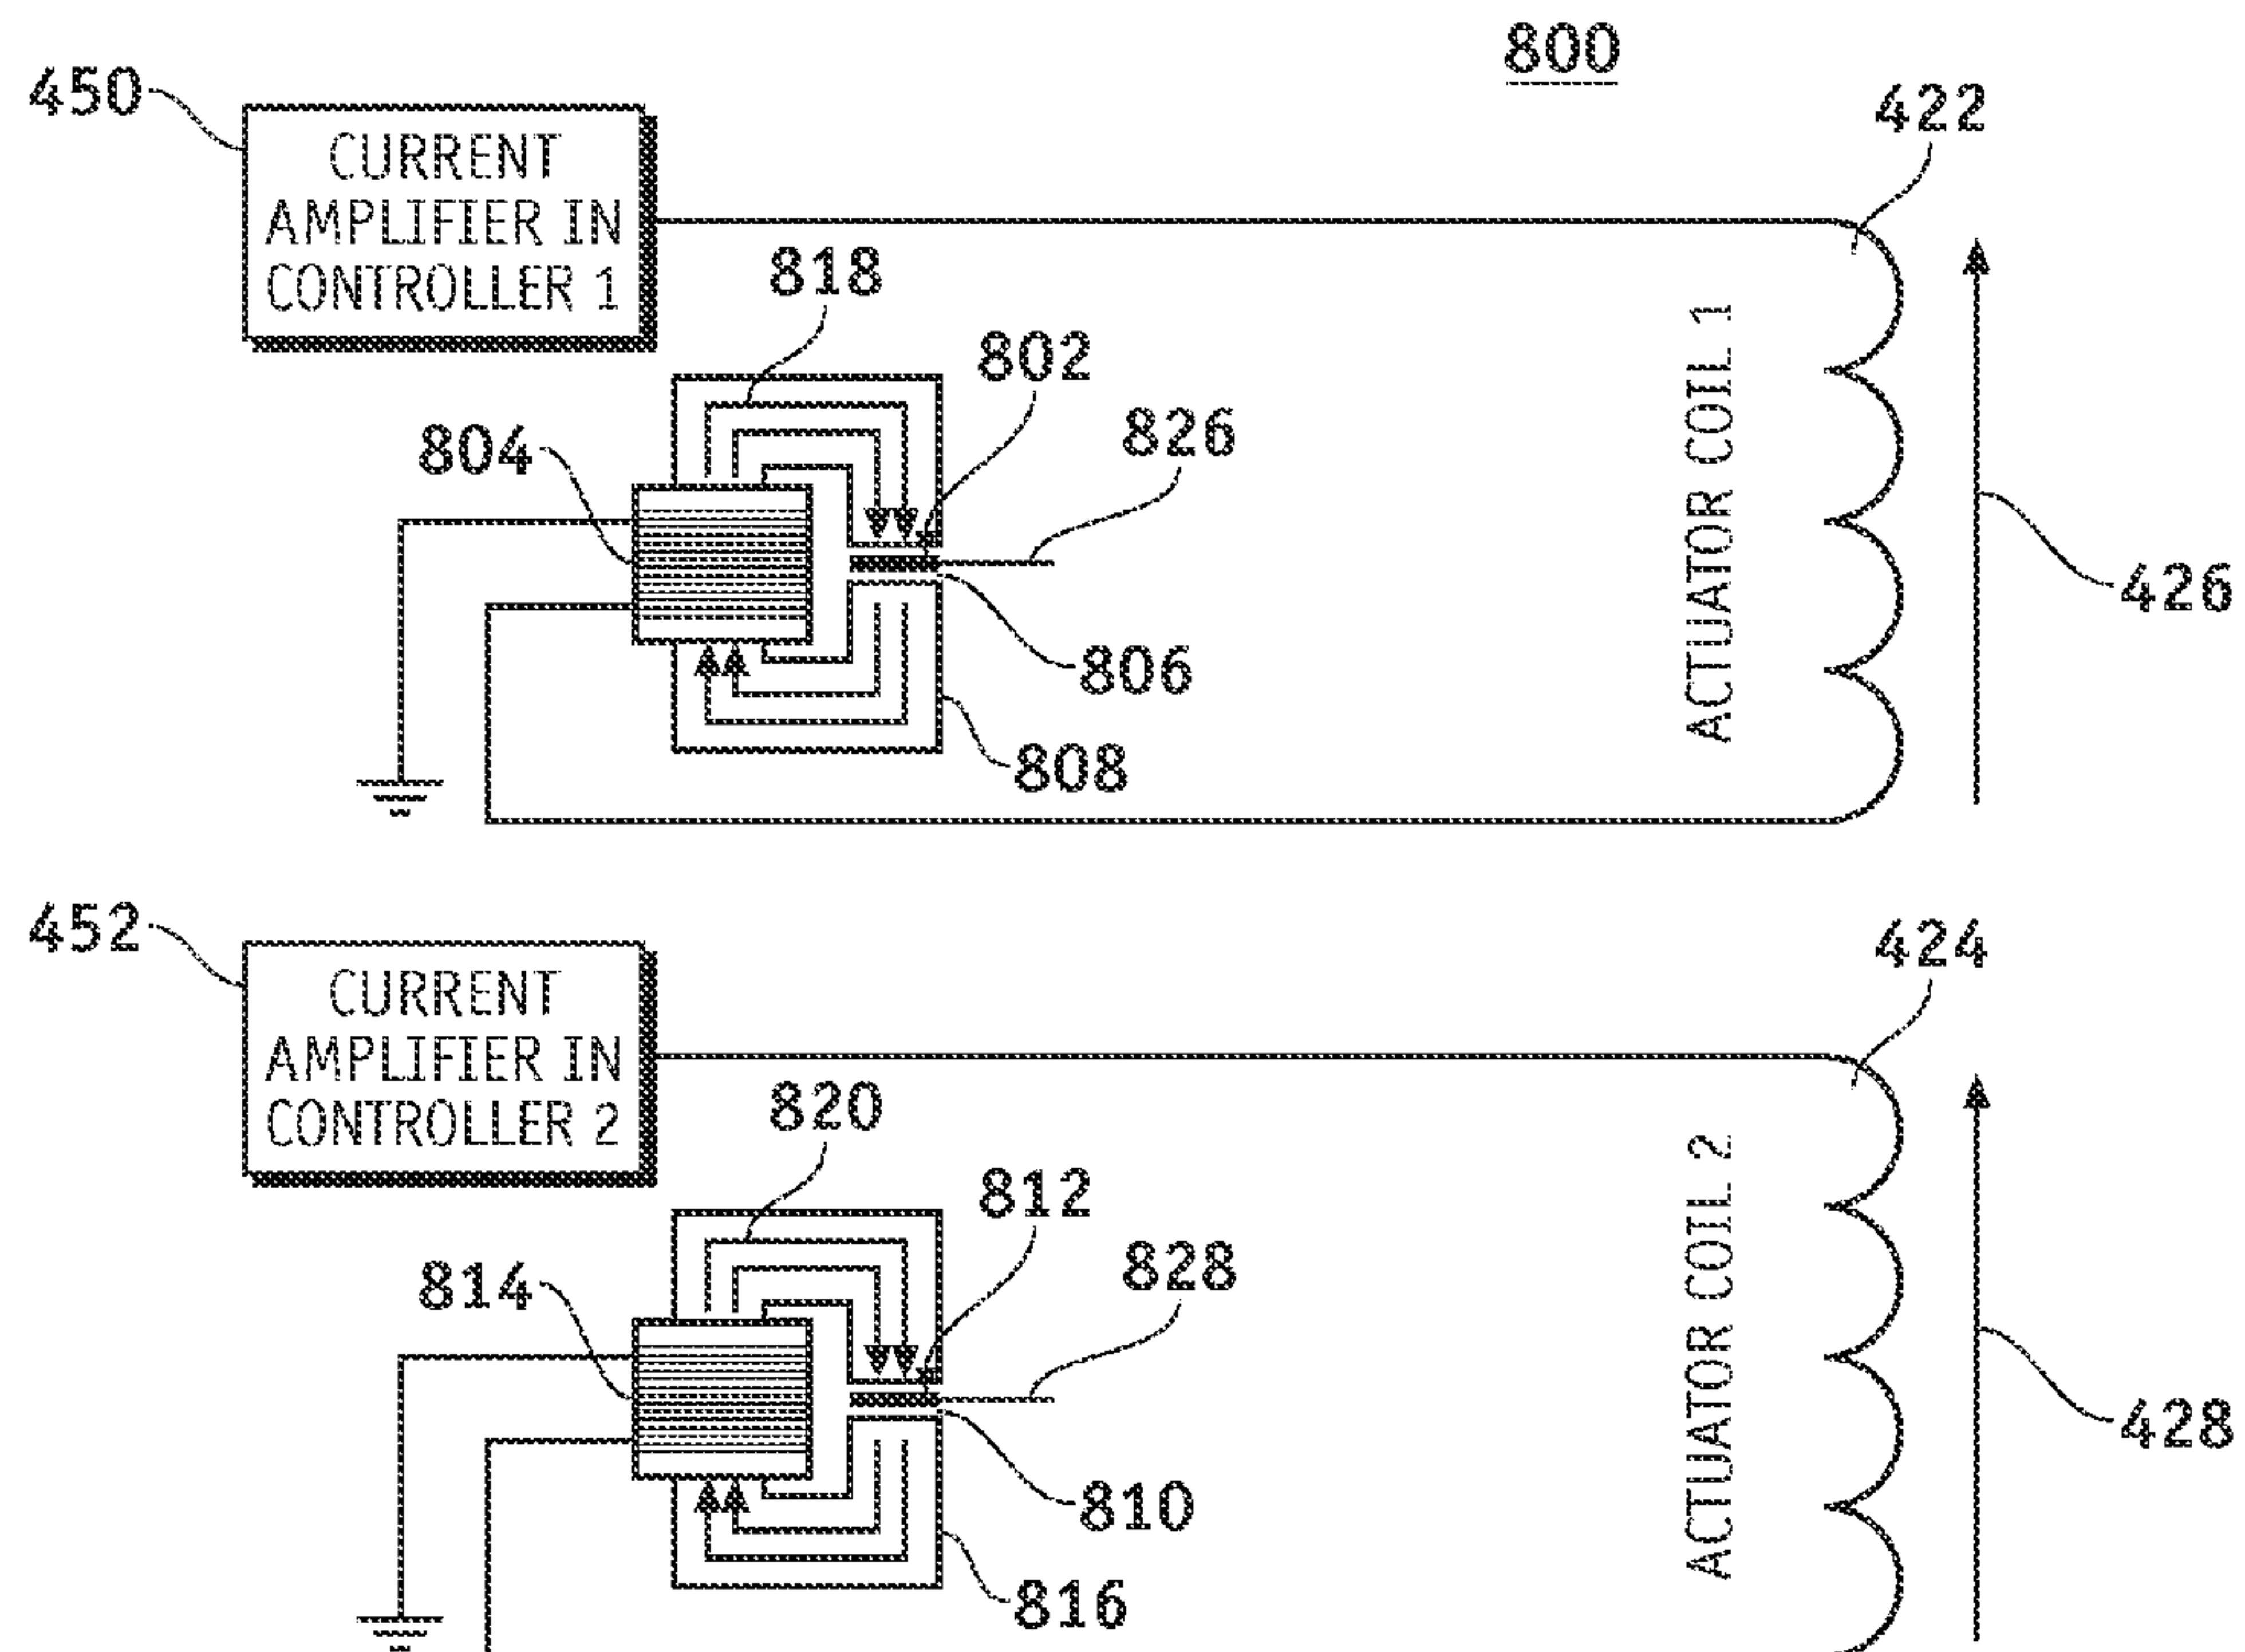 800
450
CURRENT
AMPLIFIER IN
CONTROLLER 1
422
818
802
804
826
ACTUATOR COIL 1
426
806
808
452
CURRENT
AMPLIFIER IN
CONTROLLER 2
424
820
812
814
828
ACTUATOR COIL 2
428
810
816